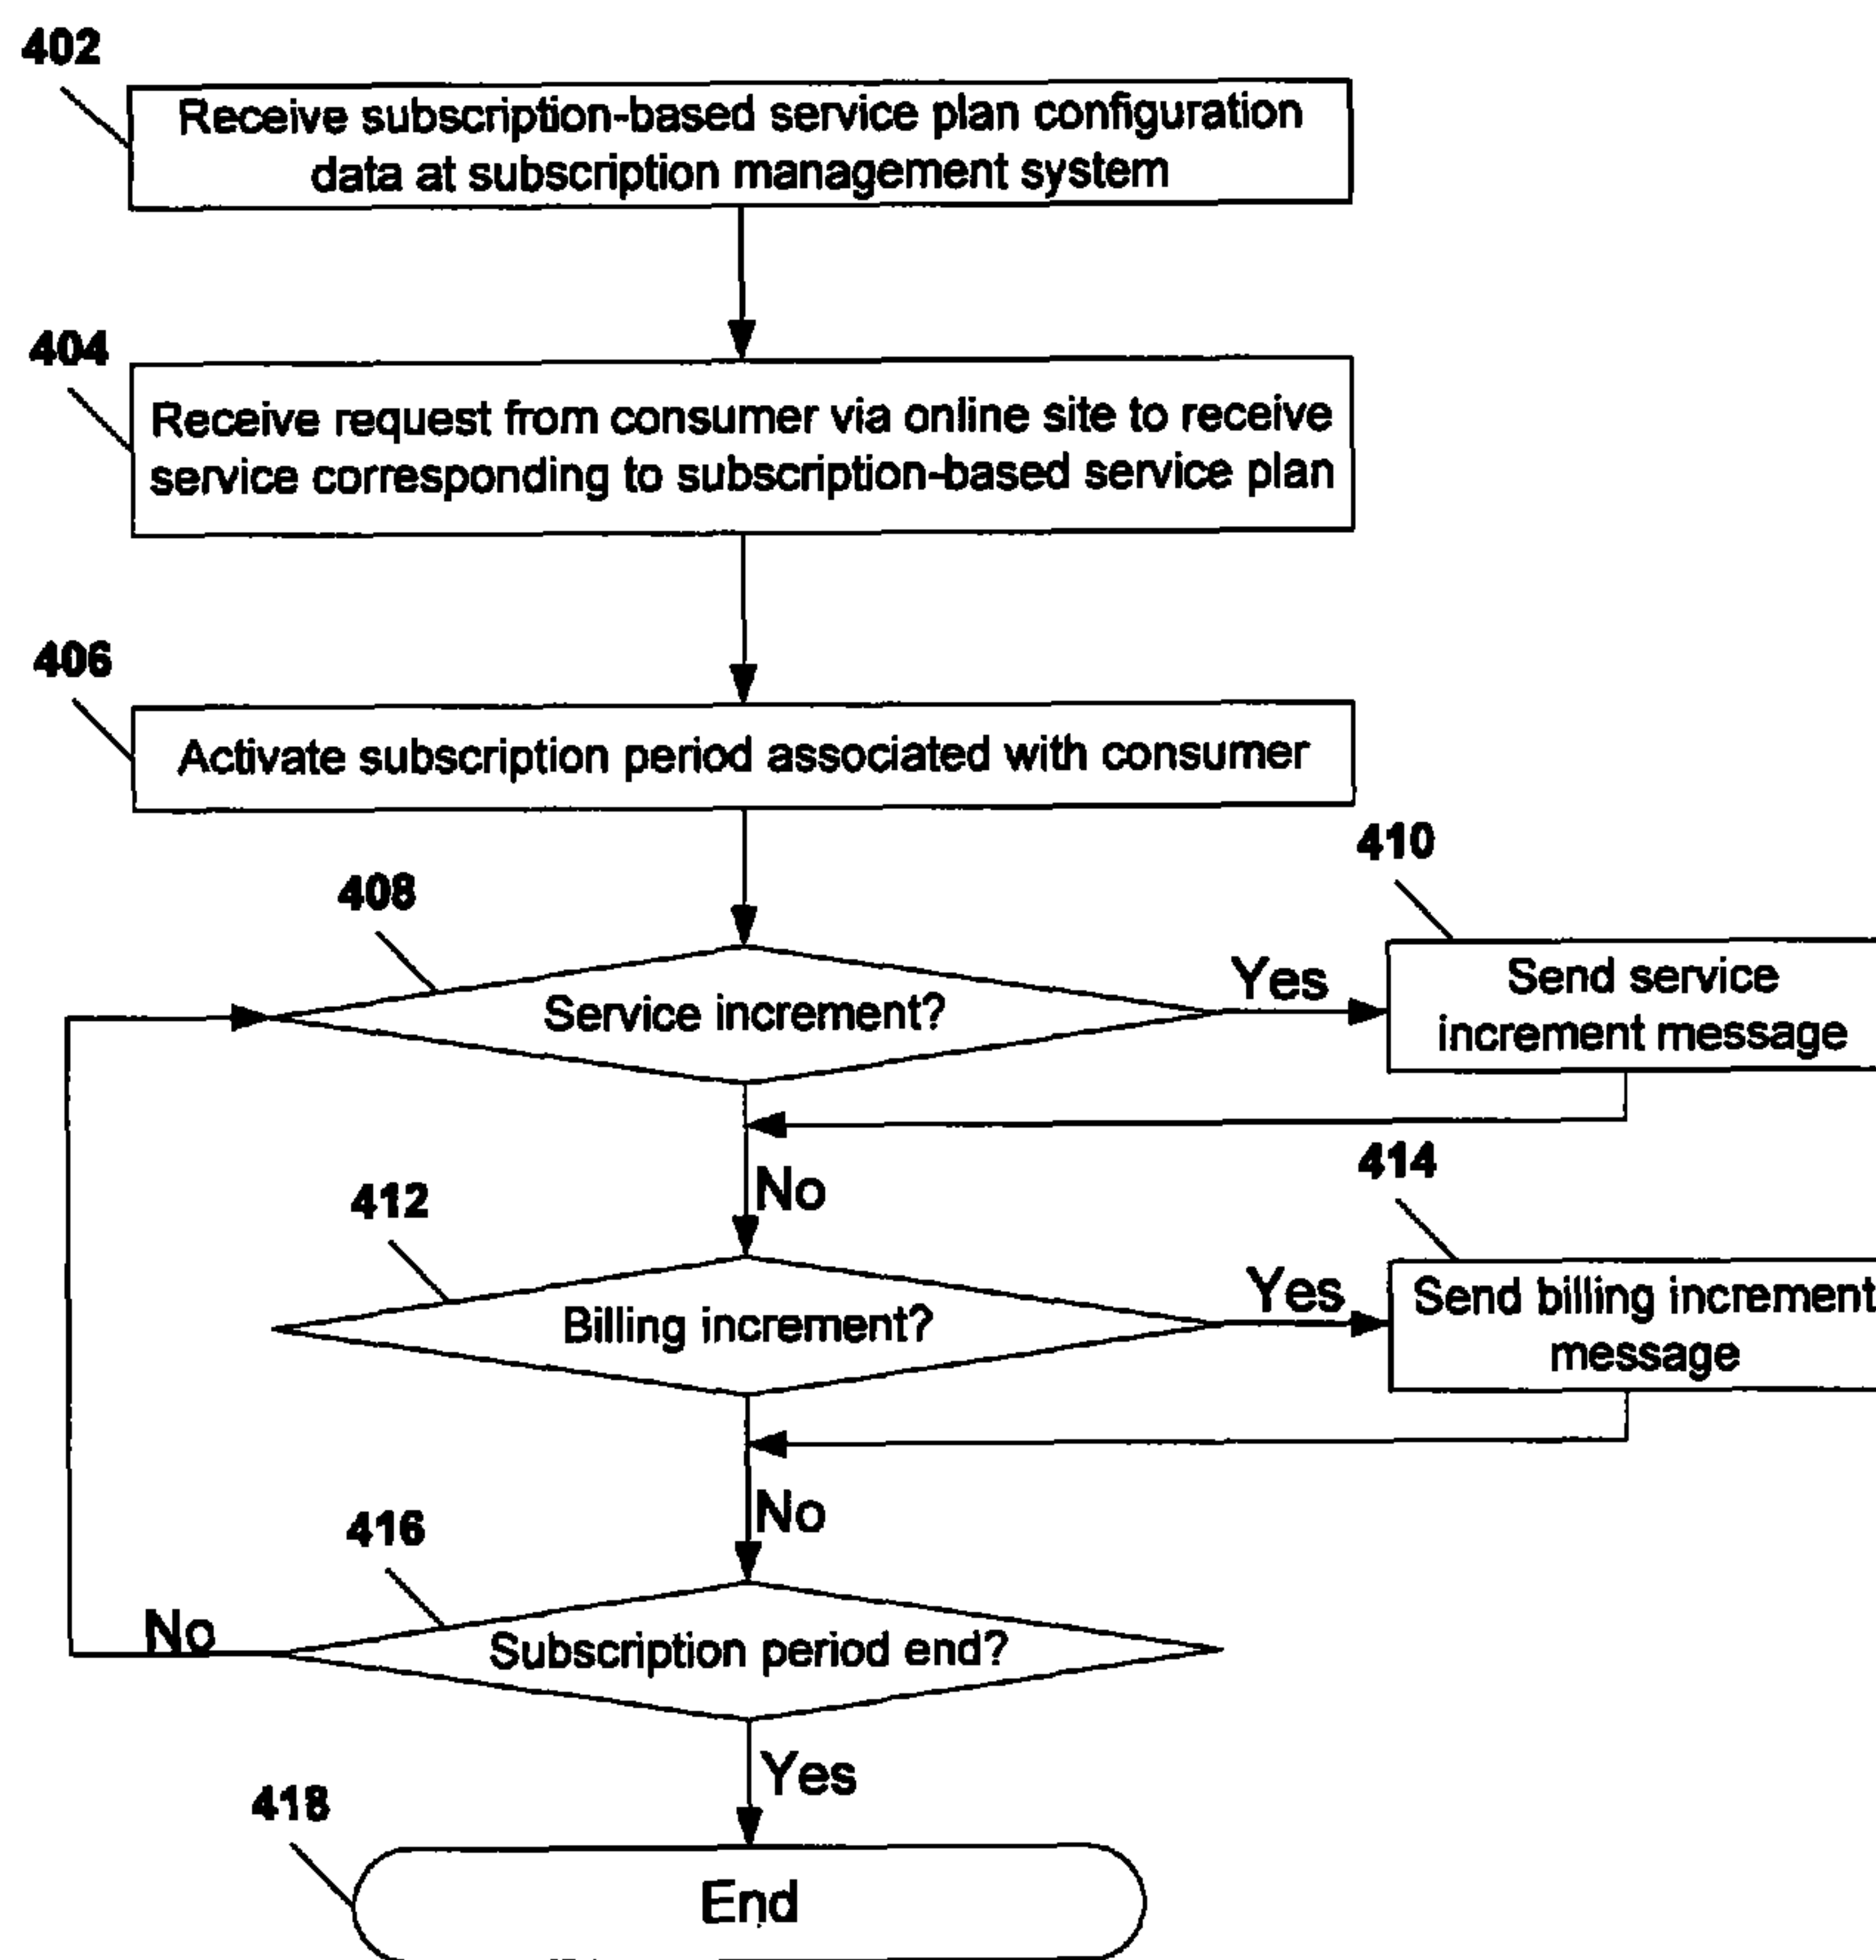 402
Receive subscription-based service plan configuration
data at subscription management system
404
Receive request from consumer via online site to receive
service corresponding to subscription-based service plan
406
Activate subscription period associated with consumer
408
Service increment?
Yes
410
Send service
increment message
No
412
Billing increment?
Yes
414
Send billing increment
message
No
416
Subscription period end?
No
Yes
418
End